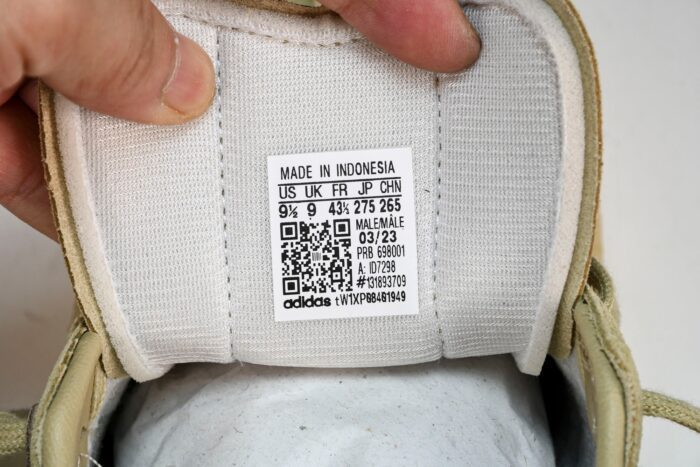 MADE IN INDONESIA
US UK FR JP CHN
9½ 9 43⅓ 275 265
MALE/MÂLE
03/23
PRB 698001
A: ID7298
#131893709
adidas tW1XP68461949